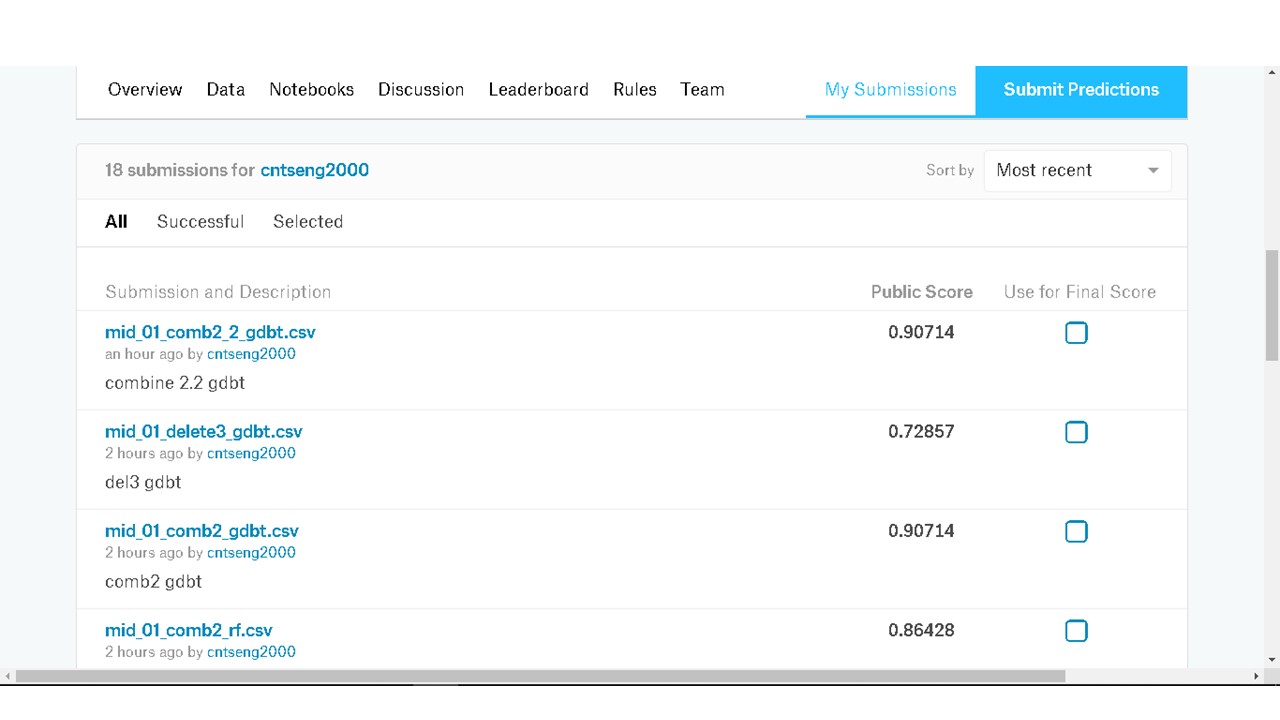 Overview Data Notebooks Discussion Leaderboard Rules Team My Submissions Submit Predictions
18 submissions for cntseng2000 Sort by Most recent
All Successful Selected
Submission and Description Public Score Use for Final Score
mid_01_comb2_2_gdbt.csv 0.90714
an hour ago by cntseng2000
combine 2.2 gdbt
mid_01_delete3_gdbt.csv 0.72857
2 hours ago by cntseng2000
del3 gdbt
mid_01_comb2_gdbt.csv 0.90714
2 hours ago by cntseng2000
comb2 gdbt
mid_01_comb2_rf.csv 0.86428
2 hours ago by cntseng2000